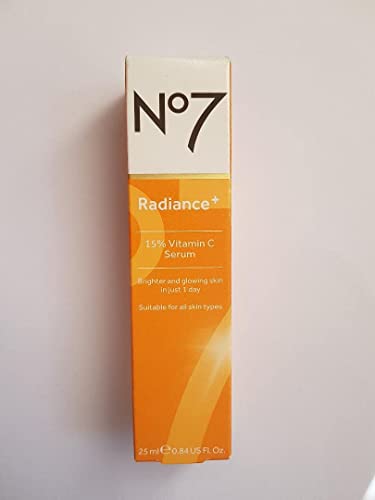 No7
Radiance+
15% Vitamin C
Serum
Brighter and glowing skin
in just 1 day
Suitable for all skin types
25 ml ℮ 0.84 US Fl. Oz.